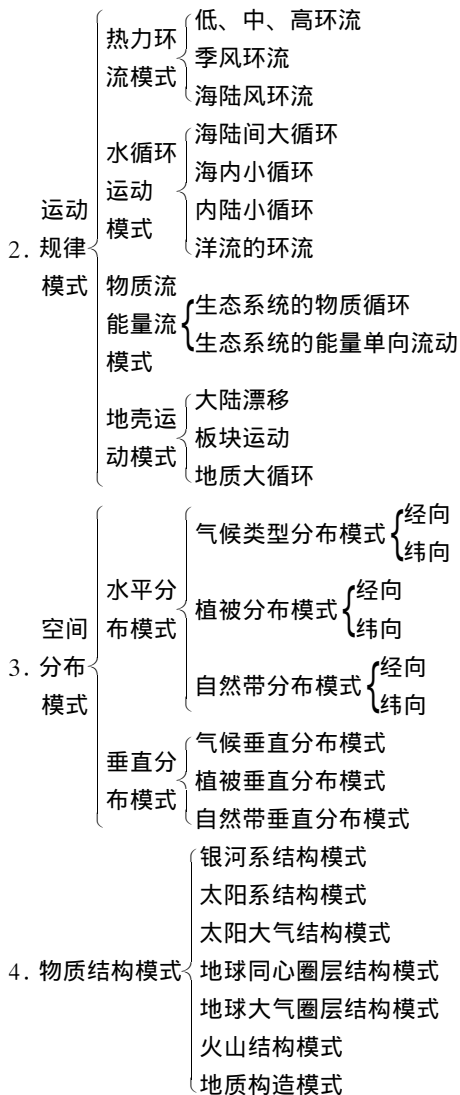 2. 运动规律模式
热力环流模式
低、中、高环流
季风环流
海陆风环流
水循环运动模式
海陆间大循环
海内小循环
内陆小循环
洋流的环流
物质流能量流模式
生态系统的物质循环
生态系统的能量单向流动
地壳运动模式
大陆漂移
板块运动
地质大循环
3. 空间分布模式
水平分布模式
气候类型分布模式
经向
纬向
植被分布模式
经向
纬向
自然带分布模式
经向
纬向
垂直分布模式
气候垂直分布模式
植被垂直分布模式
自然带垂直分布模式
4. 物质结构模式
银河系结构模式
太阳系结构模式
太阳大气结构模式
地球同心圈层结构模式
地球大气圈层结构模式
火山结构模式
地质构造模式